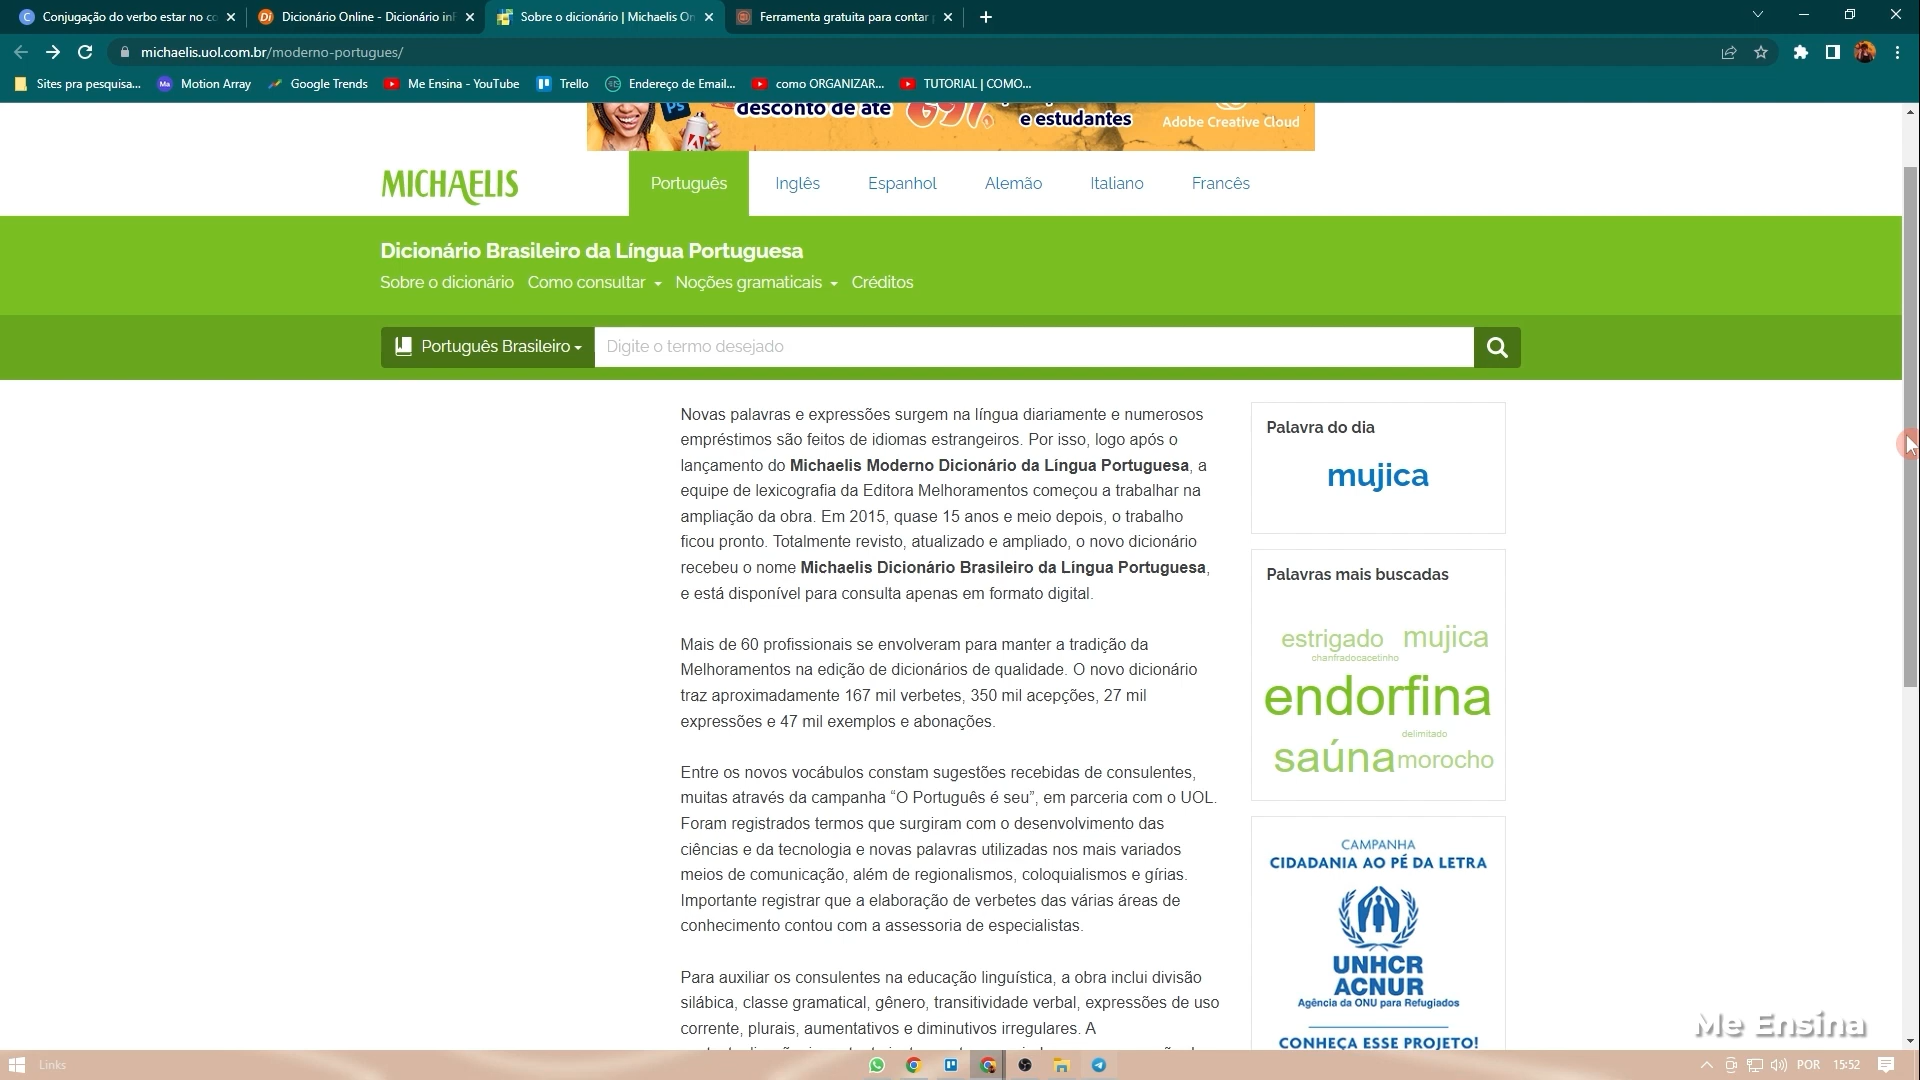 Conjugação do verbo estar no co
Dicionário Online - Dicionário inF
Sobre o dicionário | Michaelis On
Ferramenta gratuita para contar
michaelis.uol.com.br/moderno-portugues/
Sites pra pesquisa...
Motion Array
Google Trends
Me Ensina - YouTube
Trello
Endereço de Email...
como ORGANIZAR...
TUTORIAL | COMO...
desconto de até
e estudantes
Adobe Creative Cloud
MICHAELIS
Português
Inglês
Espanhol
Alemão
Italiano
Francês
Dicionário Brasileiro da Língua Portuguesa
Sobre o dicionário
Como consultar
Noções gramaticais
Créditos
Português Brasileiro
Digite o termo desejado
Novas palavras e expressões surgem na língua diariamente e numerosos
empréstimos são feitos de idiomas estrangeiros. Por isso, logo após o
lançamento do Michaelis Moderno Dicionário da Língua Portuguesa, a
equipe de lexicografia da Editora Melhoramentos começou a trabalhar na
ampliação da obra. Em 2015, quase 15 anos e meio depois, o trabalho
ficou pronto. Totalmente revisto, atualizado e ampliado, o novo dicionário
recebeu o nome Michaelis Dicionário Brasileiro da Língua Portuguesa,
e está disponível para consulta apenas em formato digital.
Mais de 60 profissionais se envolveram para manter a tradição da
Melhoramentos na edição de dicionários de qualidade. O novo dicionário
traz aproximadamente 167 mil verbetes, 350 mil acepções, 27 mil
expressões e 47 mil exemplos e abonações.
Entre os novos vocábulos constam sugestões recebidas de consulentes,
muitas através da campanha “O Português é seu”, em parceria com o UOL.
Foram registrados termos que surgiram com o desenvolvimento das
ciências e da tecnologia e novas palavras utilizadas nos mais variados
meios de comunicação, além de regionalismos, coloquialismos e gírias.
Importante registrar que a elaboração de verbetes das várias áreas de
conhecimento contou com a assessoria de especialistas.
Para auxiliar os consulentes na educação linguística, a obra inclui divisão
silábica, classe gramatical, gênero, transitividade verbal, expressões de uso
corrente, plurais, aumentativos e diminutivos irregulares. A
Palavra do dia
mujica
Palavras mais buscadas
estrigado
mujica
chanfradocacetinho
endorfina
delimitado
saúna
morocho
CAMPANHA
CIDADANIA AO PÉ DA LETRA
UNHCR
ACNUR
Agência da ONU para Refugiados
CONHEÇA ESSE PROJETO!
Me Ensina
Links
POR
15:52